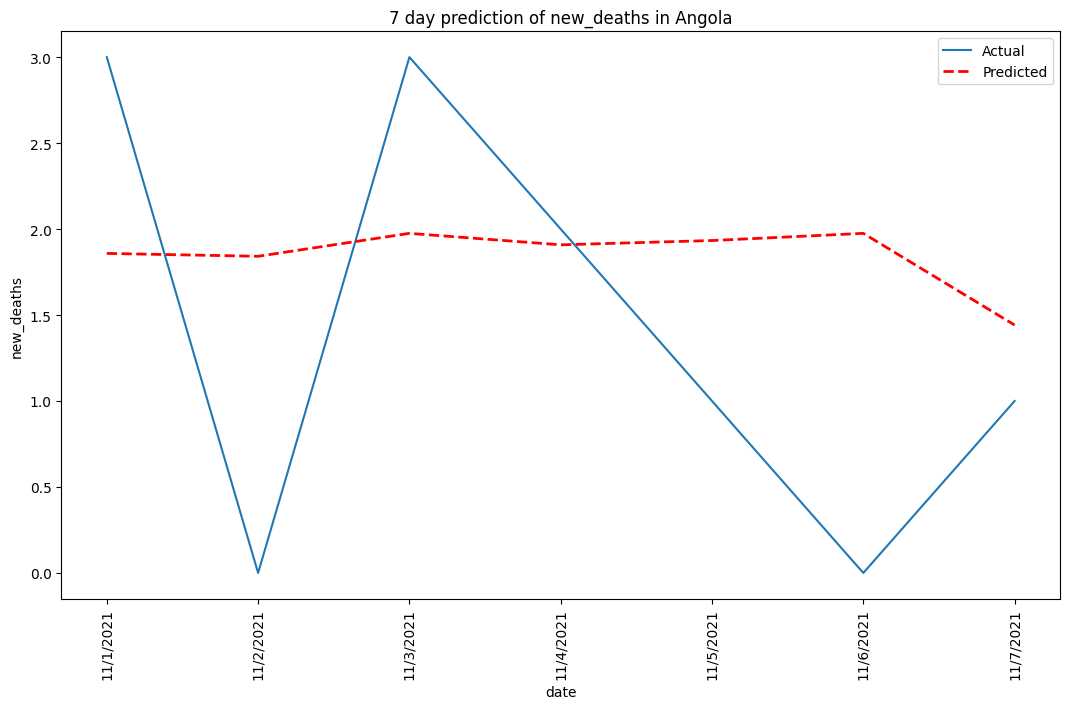 7 day prediction of new_deaths in Angola
Actual
Predicted
3.0
2.5
2.0
1.5
1.0
0.5
0.0
new_deaths
11/1/2021
11/2/2021
11/3/2021
11/4/2021
11/5/2021
11/6/2021
11/7/2021
date